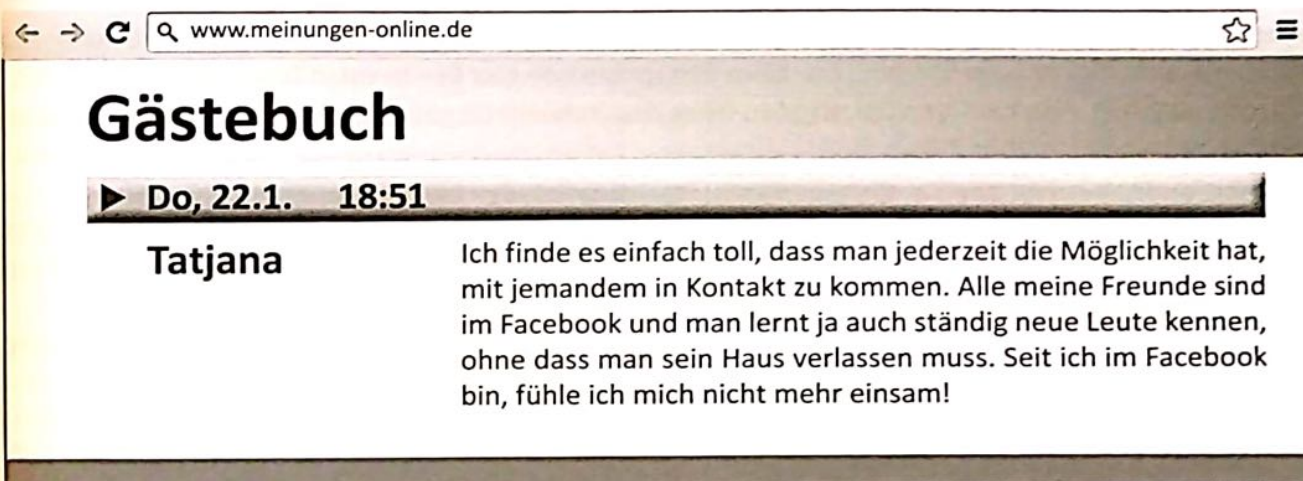 www.meinungen-online.de
Gästebuch
Do, 22.1. 18:51
Tatjana
Ich finde es einfach toll, dass man jederzeit die Möglichkeit hat,
mit jemandem in Kontakt zu kommen. Alle meine Freunde sind
im Facebook und man lernt ja auch ständig neue Leute kennen,
ohne dass man sein Haus verlassen muss. Seit ich im Facebook
bin, fühle ich mich nicht mehr einsam!